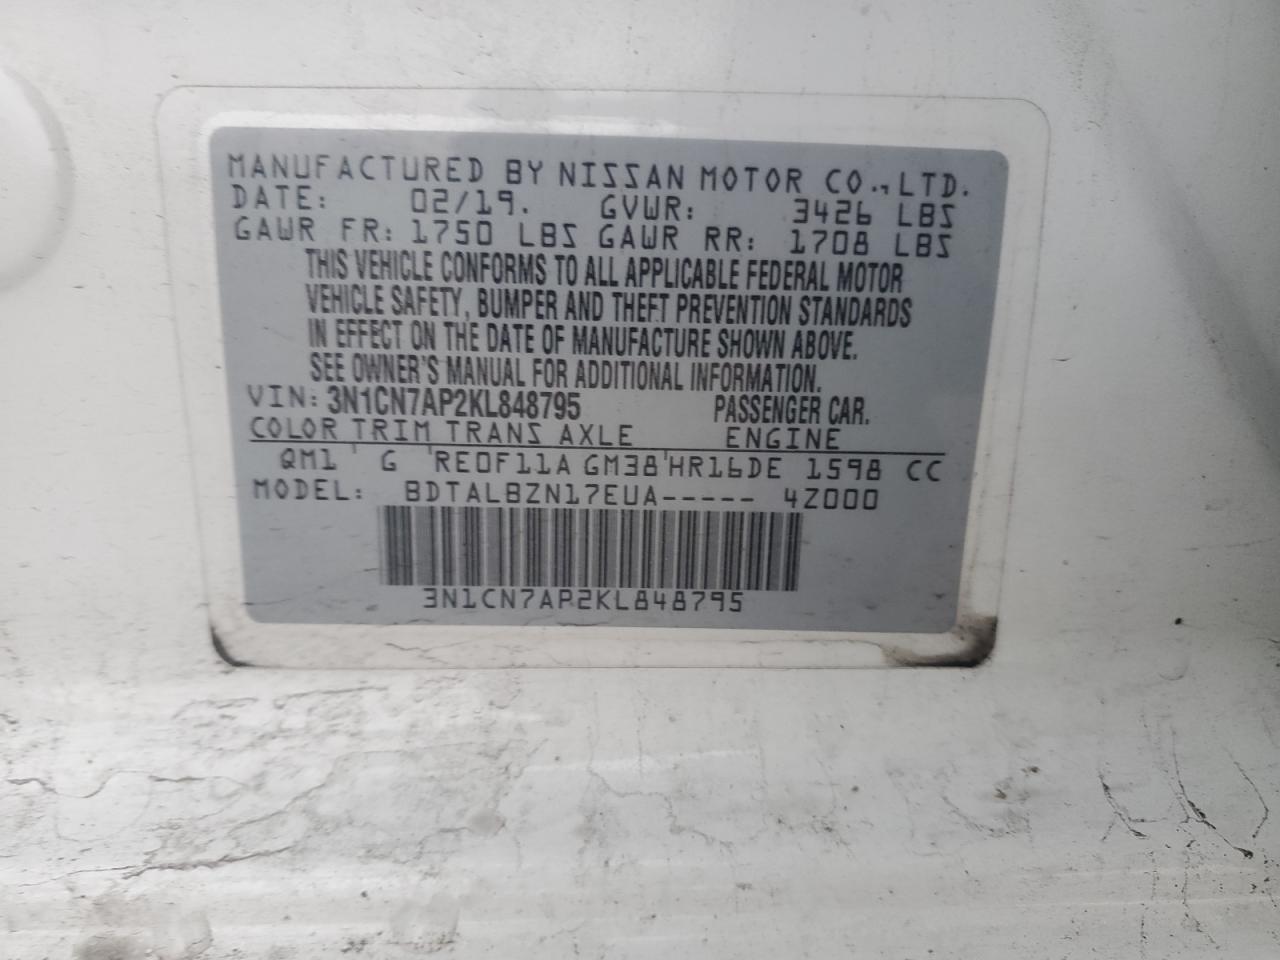 MANUFACTURED BY NISSAN MOTOR CO., LTD.
DATE: 02/19. GVWR: 3426 LBS
GAWR FR: 1750 LBS GAWR RR: 1708 LBS
THIS VEHICLE CONFORMS TO ALL APPLICABLE FEDERAL MOTOR
VEHICLE SAFETY, BUMPER AND THEFT PREVENTION STANDARDS
IN EFFECT ON THE DATE OF MANUFACTURE SHOWN ABOVE.
SEE OWNER'S MANUAL FOR ADDITIONAL INFORMATION.
VIN: 3N1CN7AP2KL848795 PASSENGER CAR.
COLOR TRIM TRANS AXLE ENGINE
QM1 G RE0F11A GM38 HR16DE 1598 CC
MODEL: BDTALBZN17EUA----- 4Z000
3N1CN7AP2KL848795